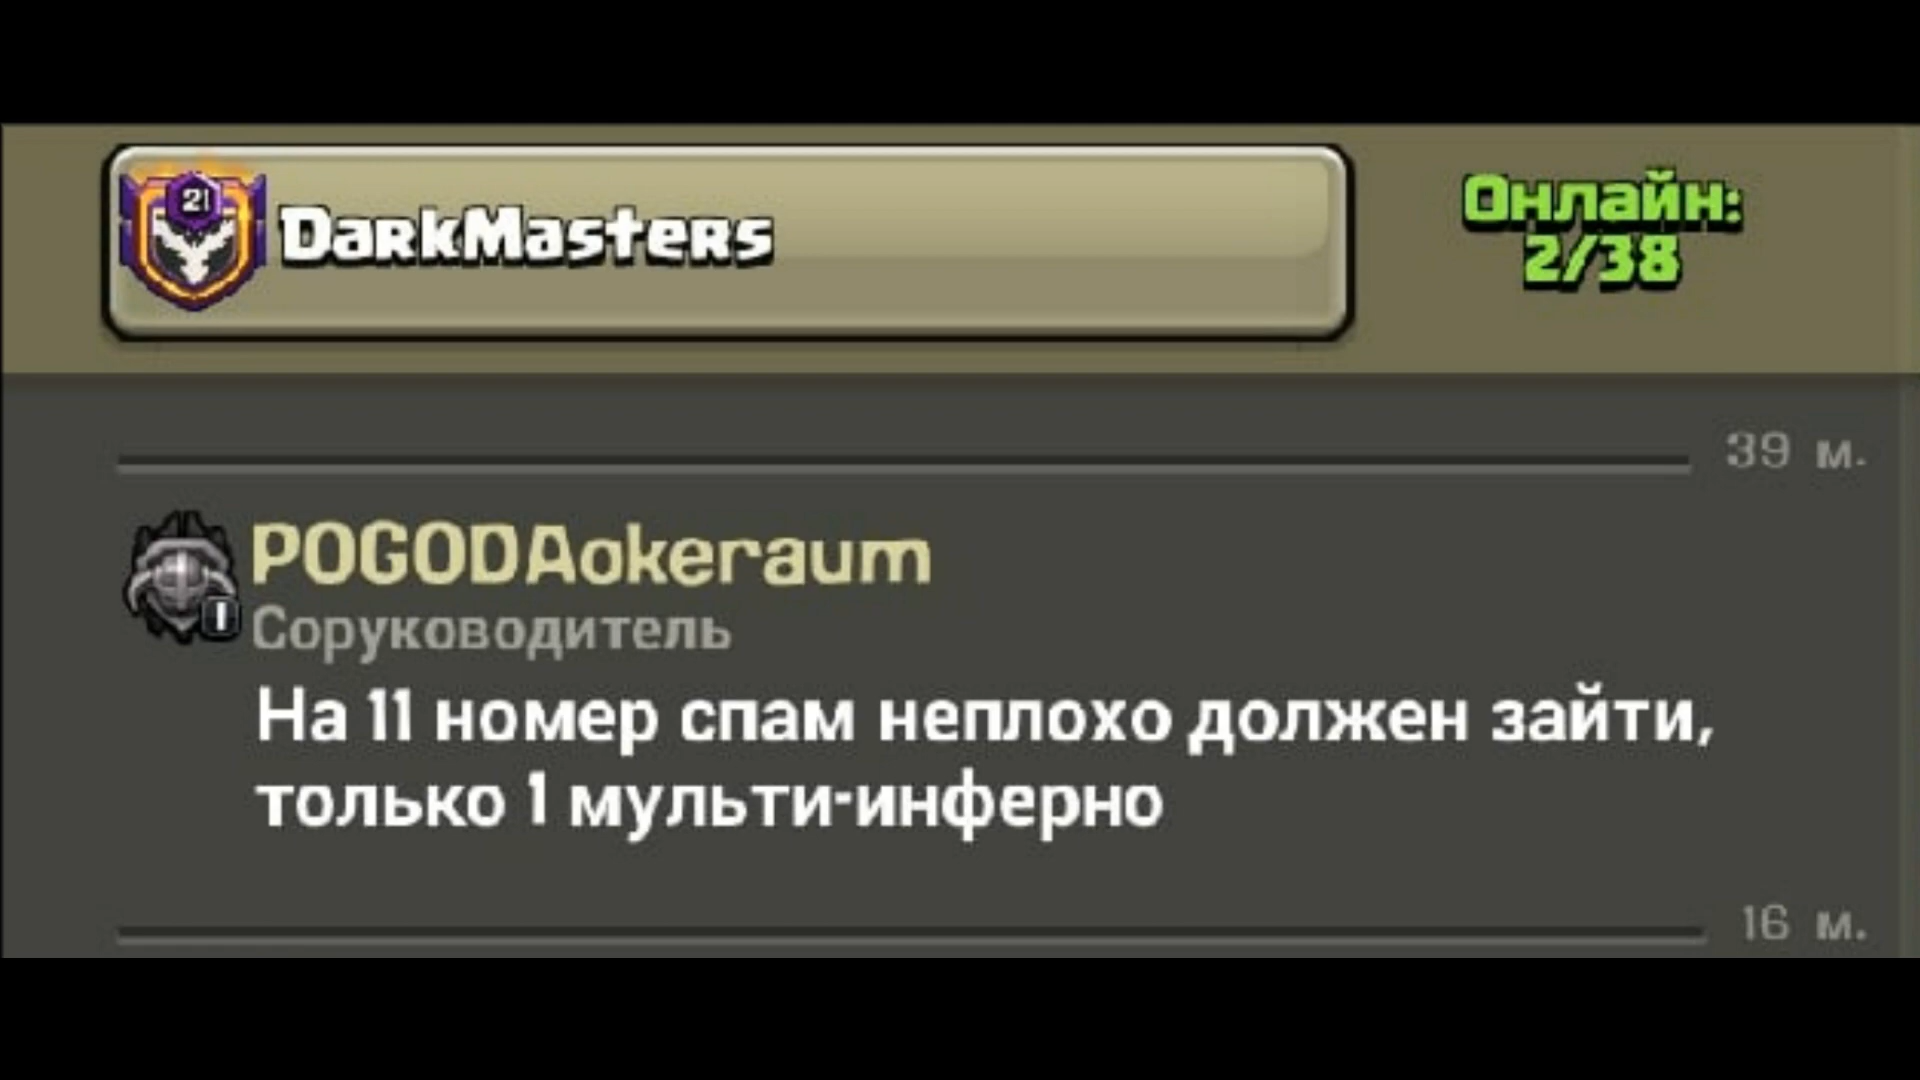 21
DarkMasters
Онлайн:
2/38
39 м.
POGODAokeraum
1
Соруководитель
На 11 номер спам неплохо должен зайти,
только 1 мульти-инферно
16 м.